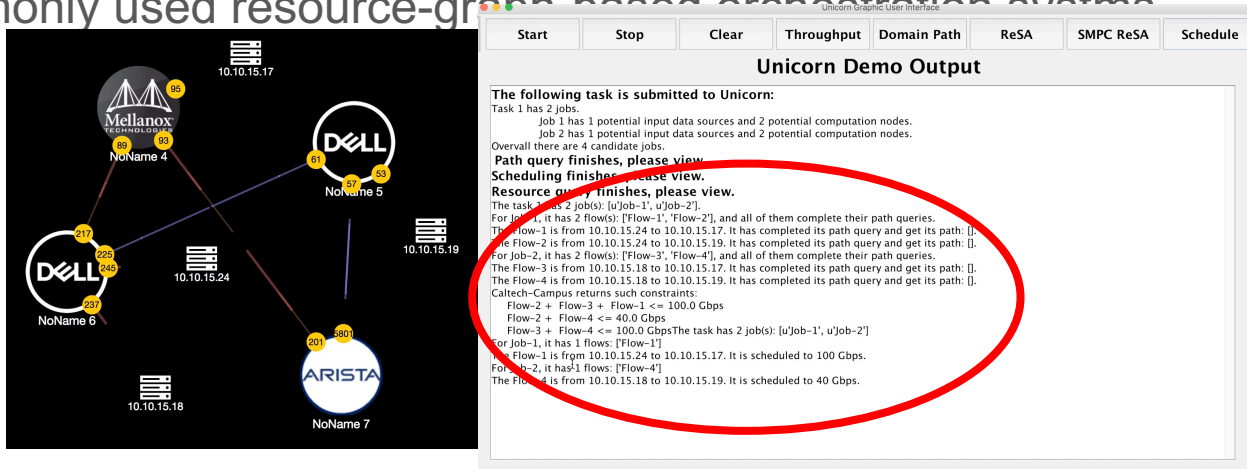 only used resource-graph-based orchestration
Unicorn Graphic User Interface
Start Stop Clear Throughput Domain Path ReSA SMPC ReSA Schedule
Unicorn Demo Output
The following task is submitted to Unicorn:
Task 1 has 2 jobs.
Job 1 has 1 potential input data sources and 2 potential computation nodes.
Job 2 has 1 potential input data sources and 2 potential computation nodes.
Overvall there are 4 candidate jobs.
Path query finishes, please view.
Scheduling finishes, please view.
Resource query finishes, please view.
The task 1 has 2 job(s): [u'Job-1', u'Job-2'].
For Job-1, it has 2 flow(s): ['Flow-1', 'Flow-2'], and all of them complete their path queries.
The Flow-1 is from 10.10.15.24 to 10.10.15.17. It has completed its path query and get its path: [].
The Flow-2 is from 10.10.15.24 to 10.10.15.19. It has completed its path query and get its path: [].
For Job-2, it has 2 flow(s): ['Flow-3', 'Flow-4'], and all of them complete their path queries.
The Flow-3 is from 10.10.15.18 to 10.10.15.17. It has completed its path query and get its path: [].
The Flow-4 is from 10.10.15.18 to 10.10.15.19. It has completed its path query and get its path: [].
Caltech-Campus returns such constraints:
Flow-2 + Flow-3 + Flow-1 <= 100.0 Gbps
Flow-2 + Flow-4 <= 40.0 Gbps
Flow-3 + Flow-4 <= 100.0 GbpsThe task has 2 job(s): [u'Job-1', u'Job-2']
For Job-1, it has 1 flows: ['Flow-1']
The Flow-1 is from 10.10.15.24 to 10.10.15.17. It is scheduled to 100 Gbps.
For Job-2, it has 1 flows: ['Flow-4']
The Flow-4 is from 10.10.15.18 to 10.10.15.19. It is scheduled to 40 Gbps.
10.10.15.17
95
Mellanox
TECHNOLOGIES
89 93
NoName 4
DELL
61
53
57
NoName 5
217
225
245
DELL
237
NoName 6
10.10.15.24
10.10.15.19
201
5801
ARISTA
NoName 7
10.10.15.18